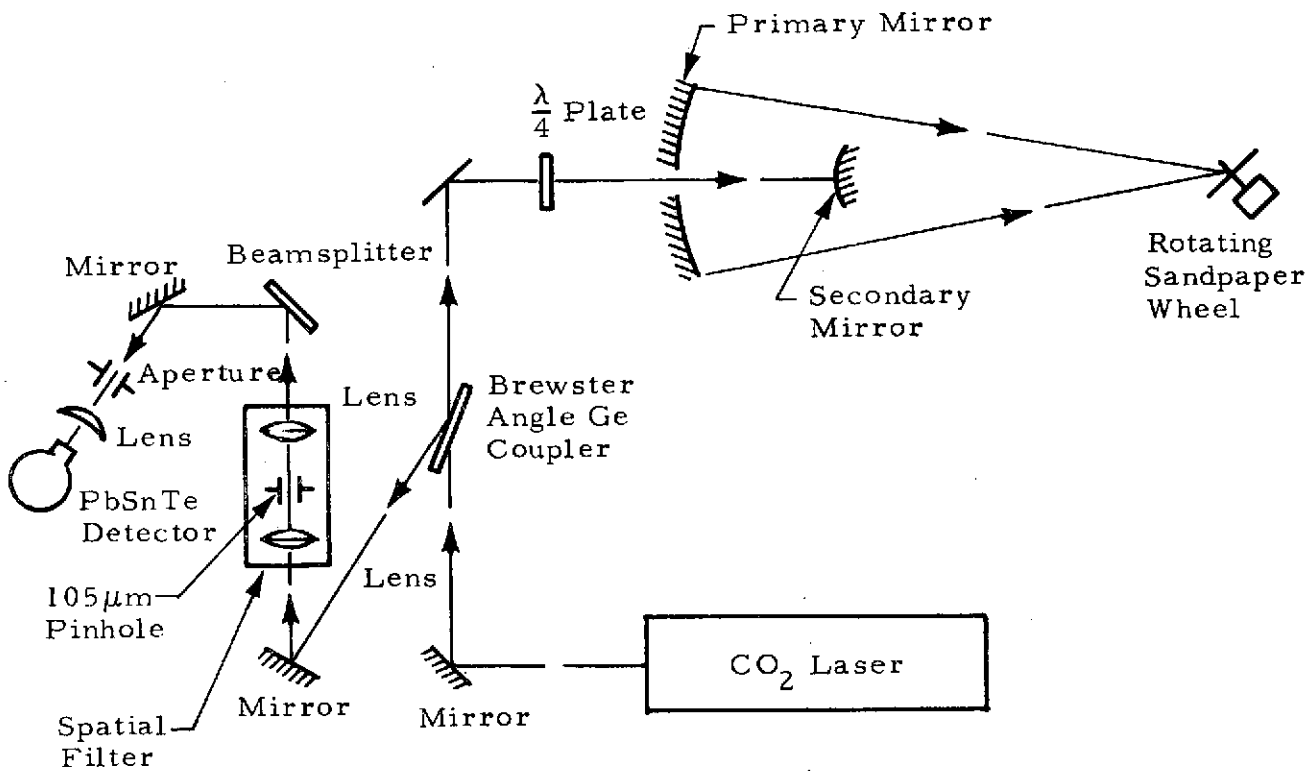 Primary Mirror
λ/4 Plate
Beamsplitter
Mirror
Rotating
Sandpaper
Wheel
Secondary
Mirror
Aperture
Lens
Brewster
Angle Ge
Coupler
Lens
PbSnTe
Detector
Lens
105μm
Pinhole
CO₂ Laser
Mirror
Mirror
Spatial
Filter